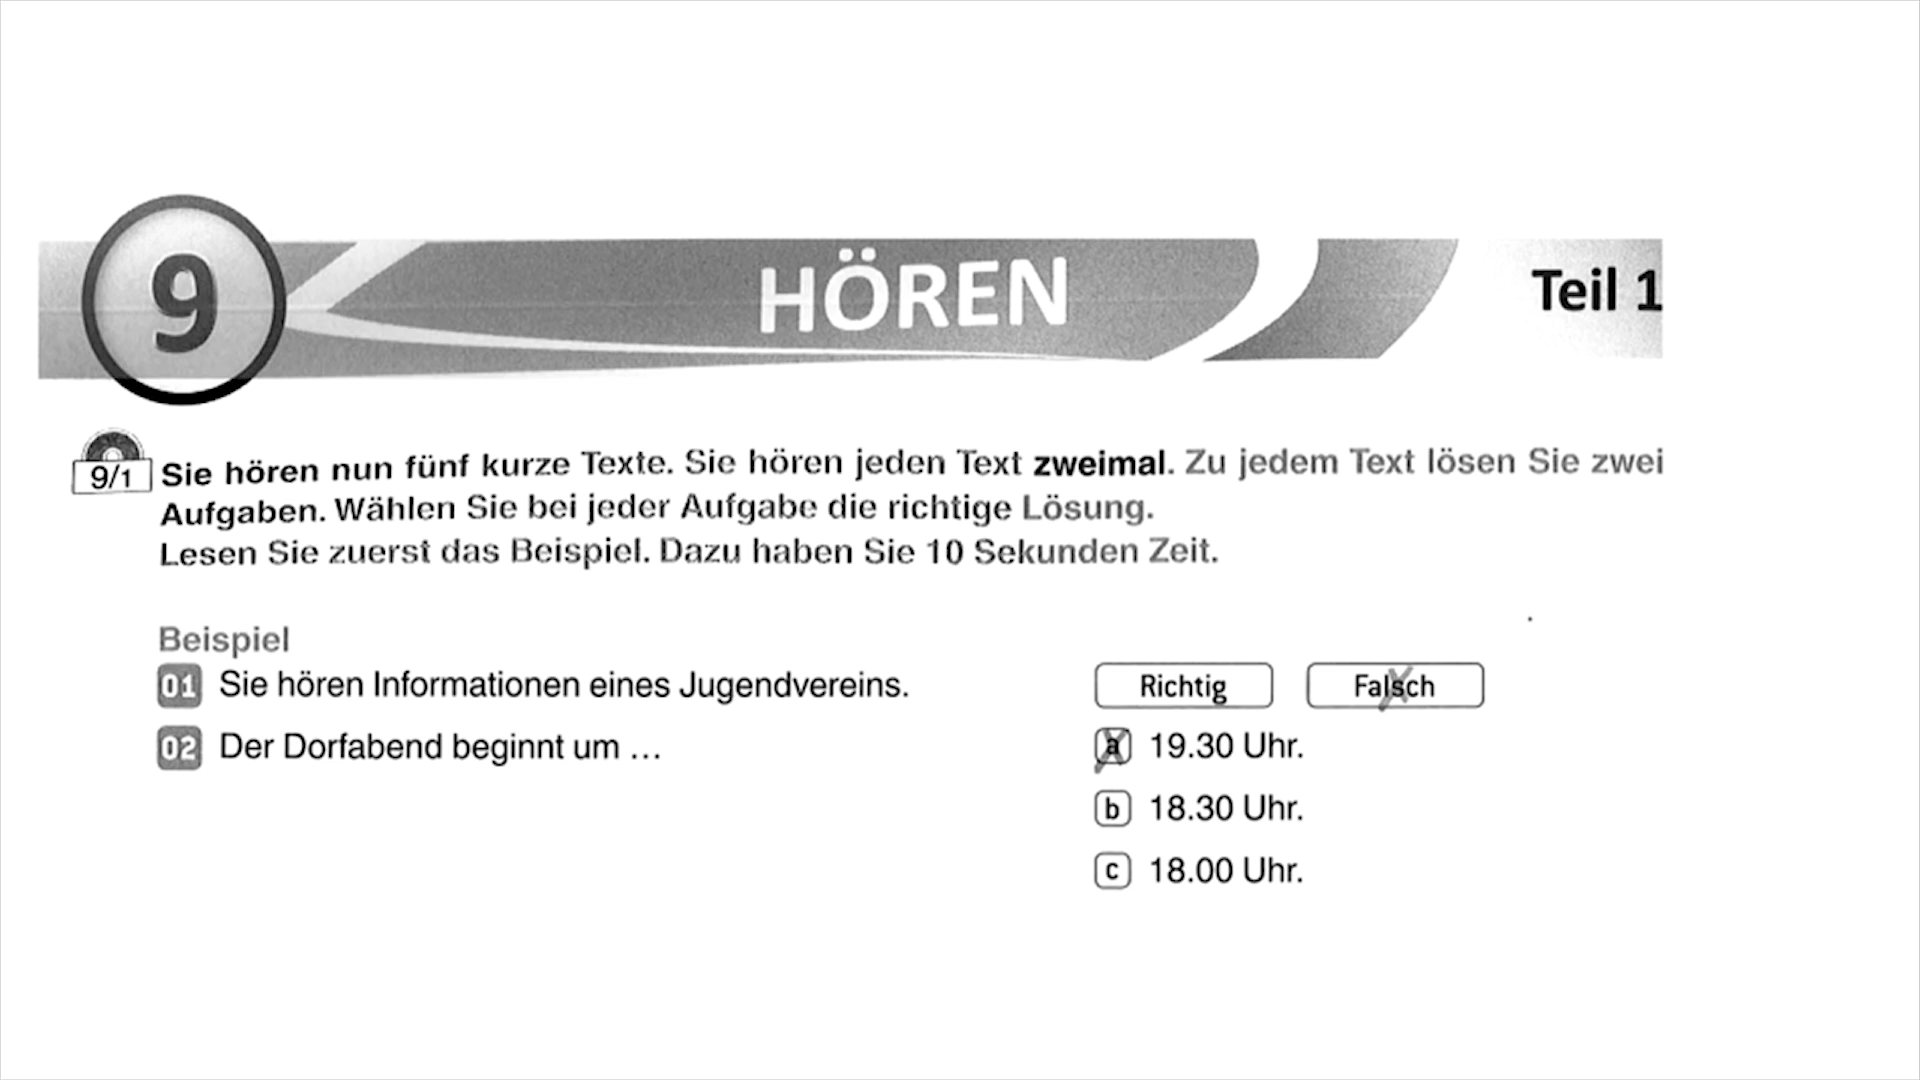 9
HÖREN
Teil 1
9/1
Sie hören nun fünf kurze Texte. Sie hören jeden Text zweimal. Zu jedem Text lösen Sie zwei
Aufgaben. Wählen Sie bei jeder Aufgabe die richtige Lösung.
Lesen Sie zuerst das Beispiel. Dazu haben Sie 10 Sekunden Zeit.
Beispiel
01 Sie hören Informationen eines Jugendvereins. Richtig Falsch
02 Der Dorfabend beginnt um ... a 19.30 Uhr.
b 18.30 Uhr.
c 18.00 Uhr.